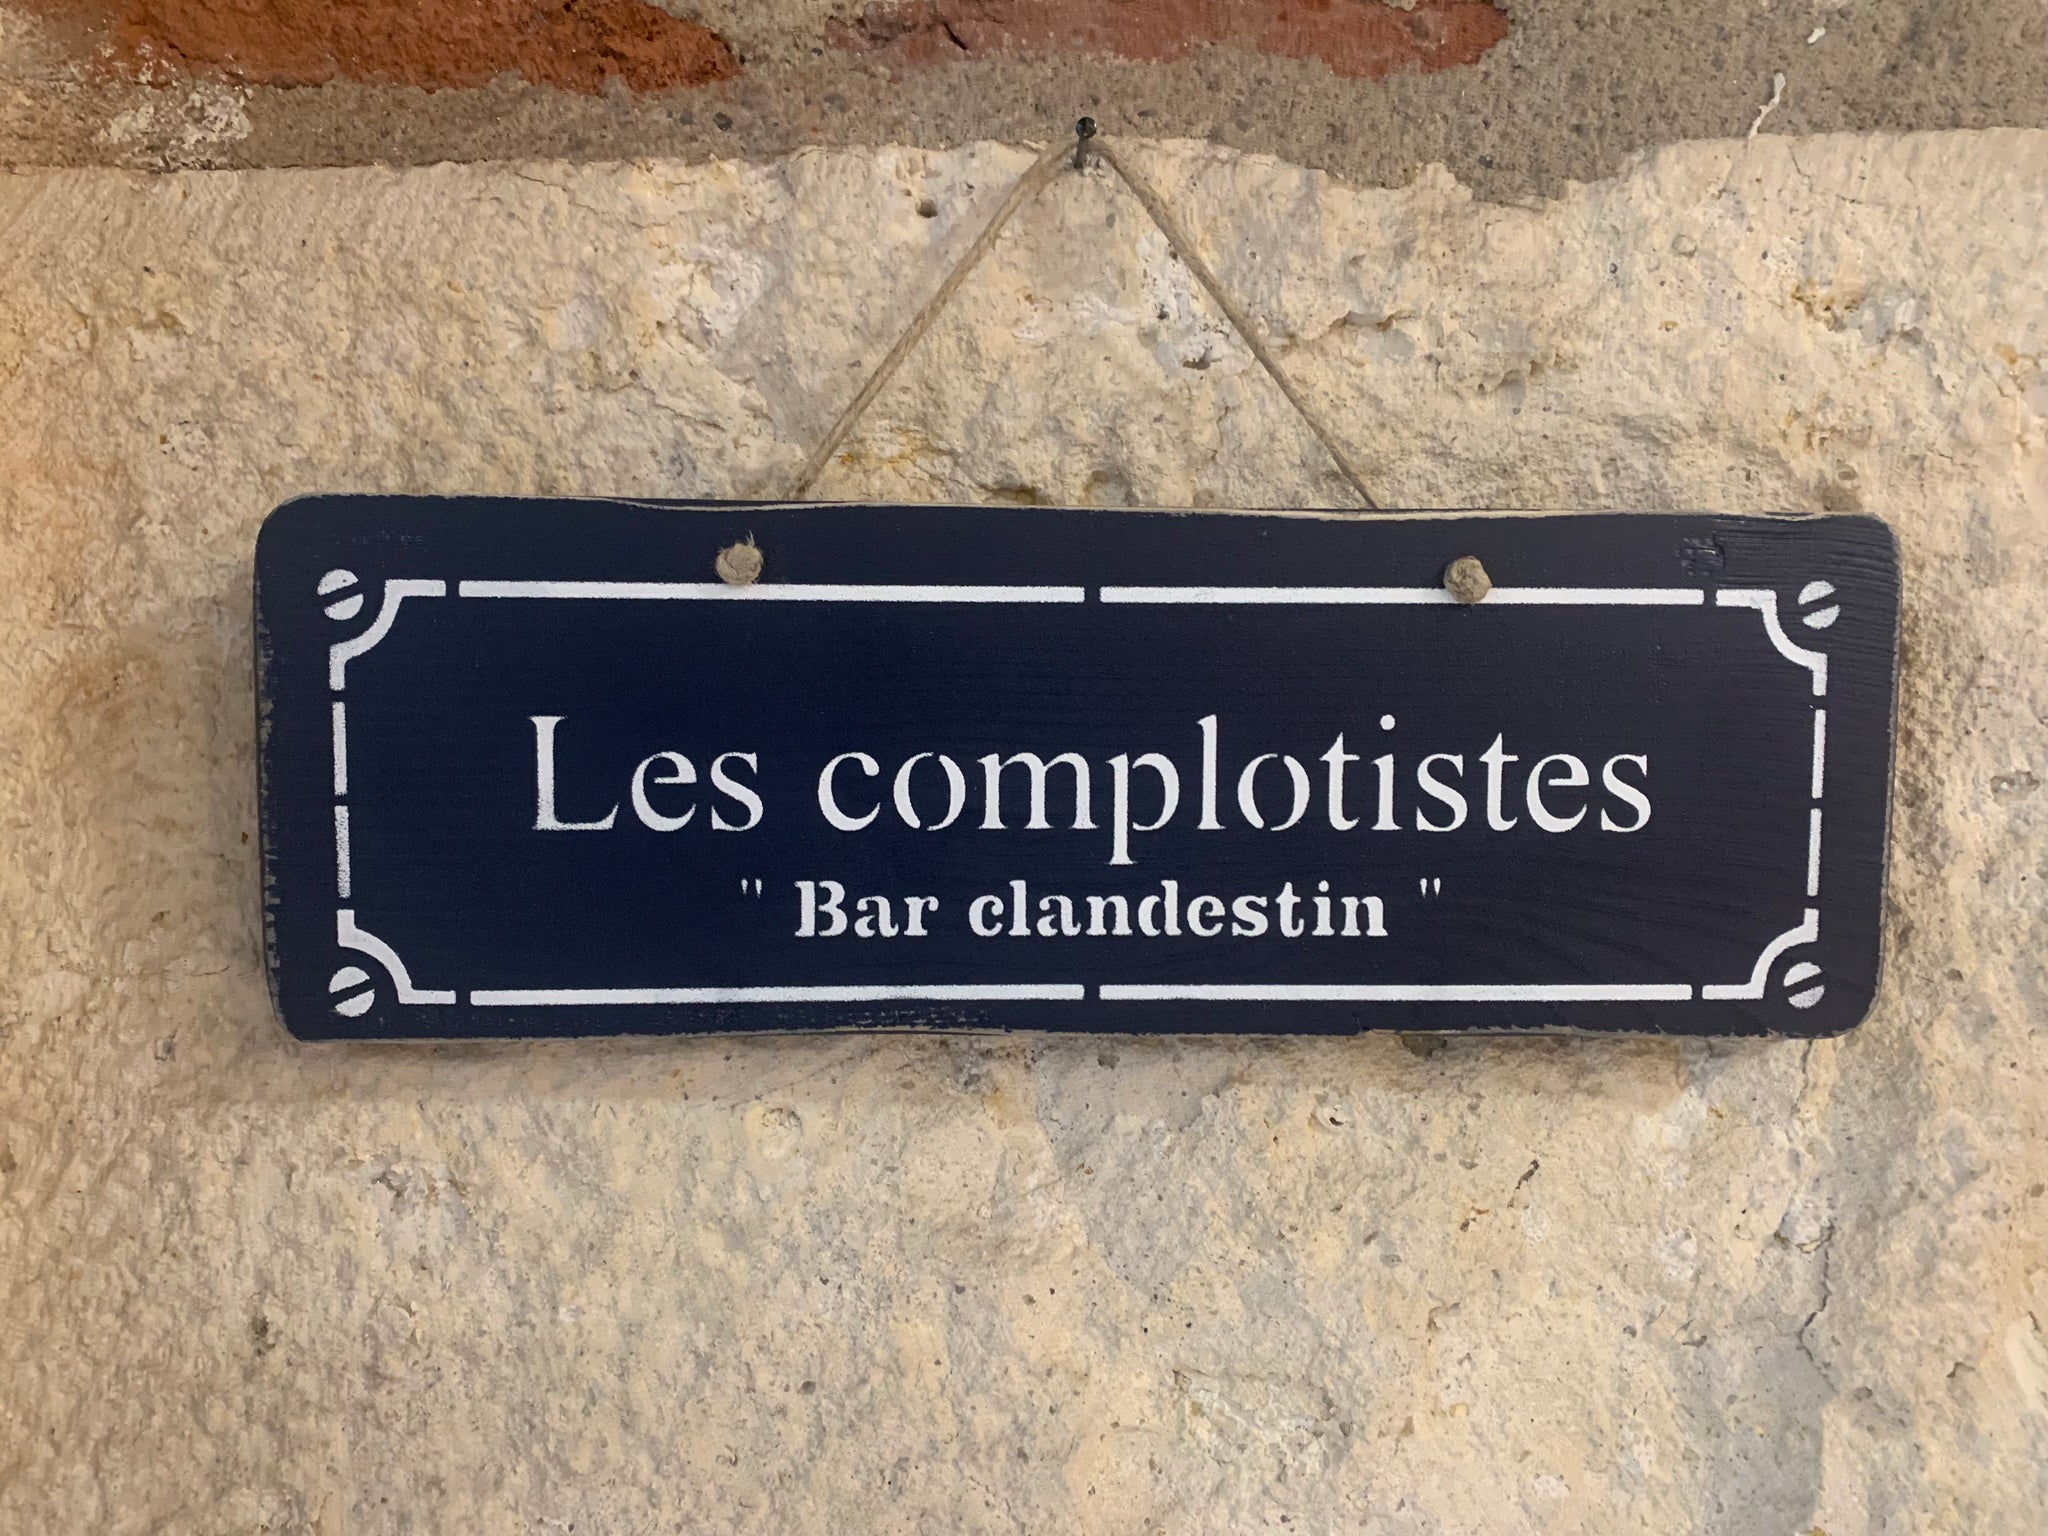 Les complotistes
" Bar clandestin "